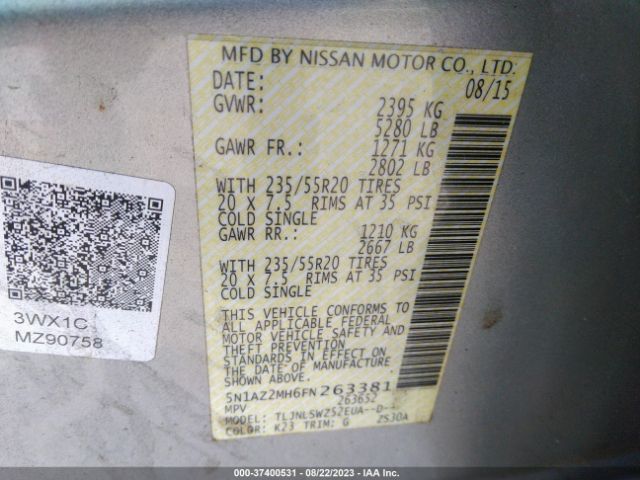 MFD BY NISSAN MOTOR CO., LTD.
DATE: 08/15
GVWR: 2395 KG
5280 LB
GAWR FR.: 1271 KG
2802 LB
WITH 235/55R20 TIRES
20 X 7.5 RIMS AT 35 PSI
COLD SINGLE
GAWR RR.: 1210 KG
2667 LB
WITH 235/55R20 TIRES
20 X 7.5 RIMS AT 35 PSI
COLD SINGLE
THIS VEHICLE CONFORMS TO
ALL APPLICABLE FEDERAL
MOTOR VEHICLE SAFETY AND
THEFT PREVENTION
STANDARDS IN EFFECT ON
THE DATE OF MANUFACTURE
SHOWN ABOVE.
5N1AZ2MH6FN263381
MPV 263652
MODEL: TLJNLSWZ52EUA--D--
COLOR: K23 TRIM: G ZS30A
3WX1C
MZ90758
000-37400531 - 08/22/2023 - IAA Inc.